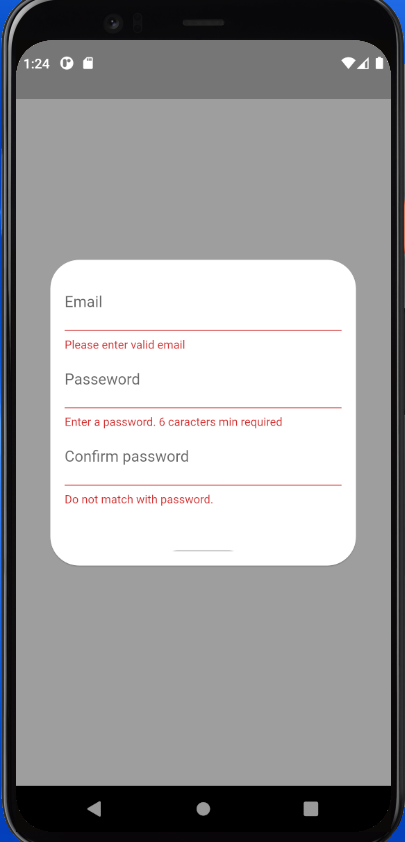 1:24
Email
Please enter valid email
Passeword
Enter a password. 6 caracters min required
Confirm password
Do not match with password.